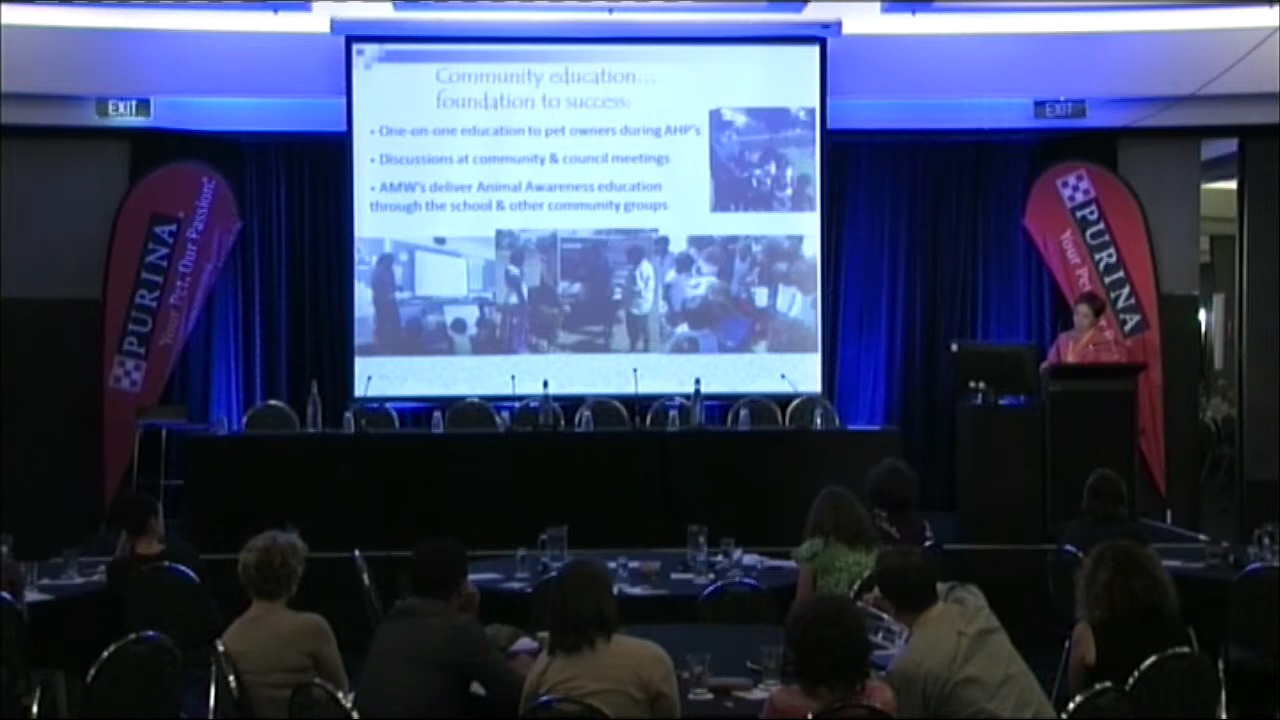 Community education...
foundation to success:
• One-on-one education to pet owners during AHP's
• Discussions at community & council meetings
• AMW's deliver Animal Awareness education
through the school & other community groups
EXIT
EXIT
PURINA
Your Pet, Our Passion.
PURINA
Your Pet